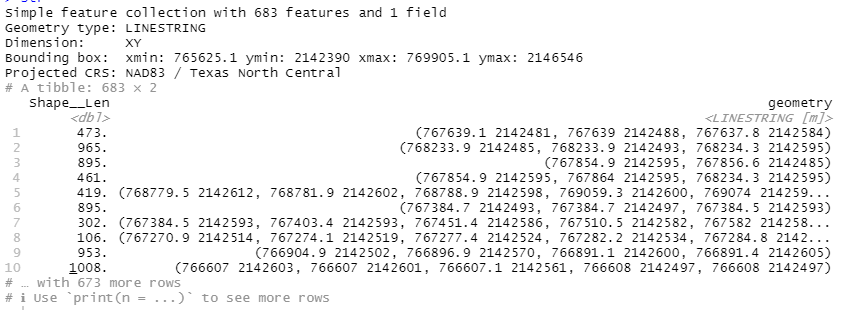 Simple feature collection with 683 features and 1 field
Geometry type: LINESTRING
Dimension:     XY
Bounding box:  xmin: 765625.1 ymin: 2142390 xmax: 769905.1 ymax: 2146546
Projected CRS: NAD83 / Texas North Central
# A tibble: 683 × 2
Shape__Len geometry
<dbl> <LINESTRING [m]>
1 473. (767639.1 2142481, 767639 2142488, 767637.8 2142584)
2 965. (768233.9 2142485, 768233.9 2142493, 768234.3 2142595)
3 895. (767854.9 2142595, 767856.6 2142485)
4 461. (767854.9 2142595, 767864 2142595, 768234.3 2142595)
5 419. (768779.5 2142612, 768781.9 2142602, 768788.9 2142598, 769059.3 2142600, 769074 214259...
6 895. (767384.7 2142493, 767384.7 2142497, 767384.5 2142593)
7 302. (767384.5 2142593, 767403.4 2142593, 767451.4 2142586, 767510.5 2142582, 767582 214258...
8 106. (767270.9 2142514, 767274.1 2142519, 767277.4 2142524, 767282.2 2142534, 767284.8 2142...
9 953. (766904.9 2142502, 766896.9 2142570, 766891.1 2142600, 766891.4 2142605)
10 1008. (766607 2142603, 766607 2142601, 766607.1 2142561, 766608 2142497, 766608 2142497)
# … with 673 more rows
# ℹ Use `print(n = ...)` to see more rows